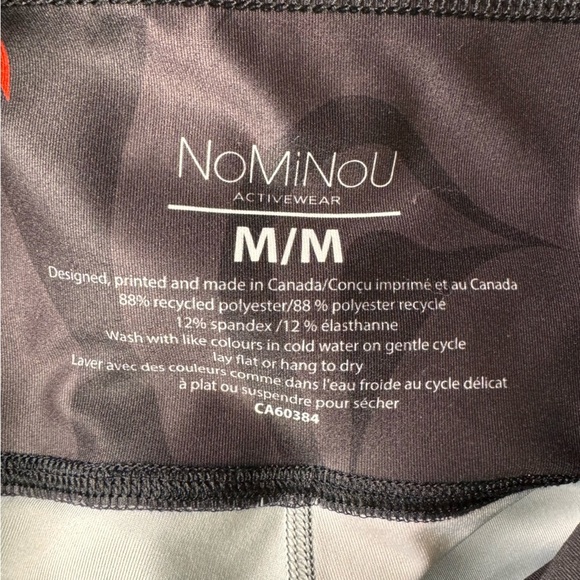 NoMiNoU
ACTIVEWEAR
M/M
Designed, printed and made in Canada/Conçu imprimé et au Canada
88% recycled polyester/88 % polyester recyclé
12% spandex /12 % élasthanne
Wash with like colours in cold water on gentle cycle
lay flat or hang to dry
Laver avec des couleurs comme dans l'eau froide au cycle délicat
à plat ou suspendre pour sécher
CA60384